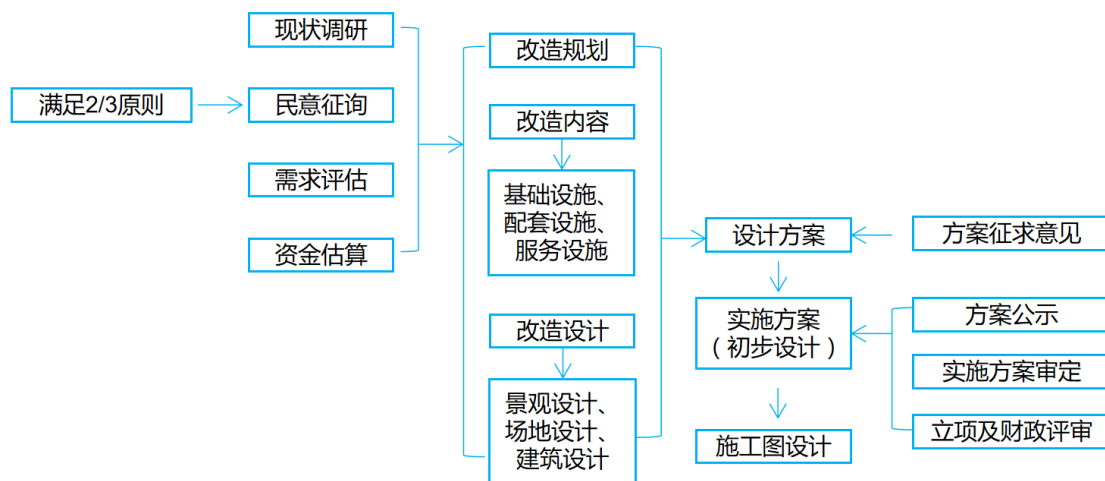 满足2/3原则
现状调研
民意征询
需求评估
资金估算
改造规划
改造内容
基础设施、
配套设施、
服务设施
改造设计
景观设计、
场地设计、
建筑设计
设计方案
方案征求意见
实施方案
（初步设计）
方案公示
实施方案审定
立项及财政评审
施工图设计